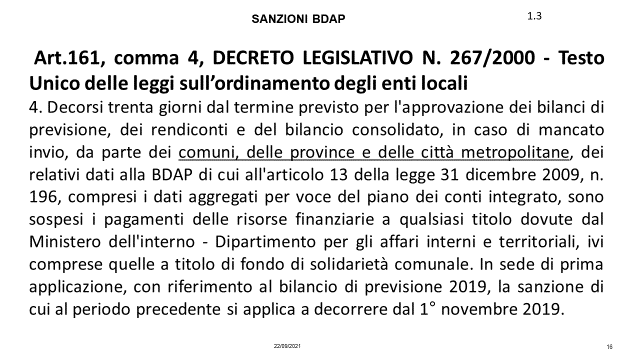 SANZIONI BDAP
1.3
Art.161, comma 4, DECRETO LEGISLATIVO N. 267/2000 - Testo
Unico delle leggi sull’ordinamento degli enti locali
4. Decorsi trenta giorni dal termine previsto per l'approvazione dei bilanci di
previsione, dei rendiconti e del bilancio consolidato, in caso di mancato
invio, da parte dei comuni, delle province e delle città metropolitane, dei
relativi dati alla BDAP di cui all'articolo 13 della legge 31 dicembre 2009, n.
196, compresi i dati aggregati per voce del piano dei conti integrato, sono
sospesi i pagamenti delle risorse finanziarie a qualsiasi titolo dovute dal
Ministero dell'interno - Dipartimento per gli affari interni e territoriali, ivi
comprese quelle a titolo di fondo di solidarietà comunale. In sede di prima
applicazione, con riferimento al bilancio di previsione 2019, la sanzione di
cui al periodo precedente si applica a decorrere dal 1° novembre 2019.
22/09/2021
16